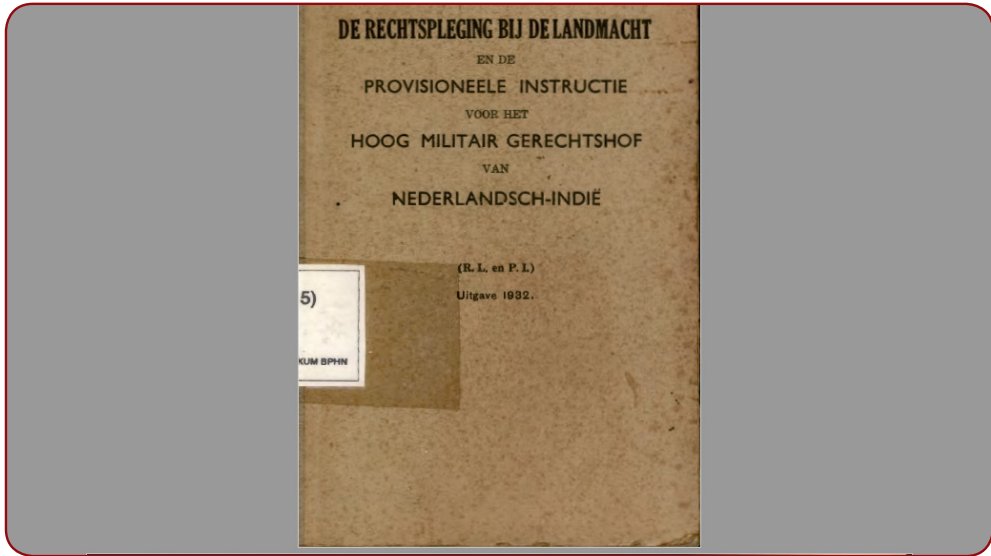 DE RECHTSPLEGING BIJ DE LANDMACHT
EN DE
PROVISIONEELE INSTRUCTIE
VOOR HET
HOOG MILITAIR GERECHTSHOF
VAN
NEDERLANDSCH-INDIË
(R. L. en P. I.)
Uitgave 1932.
5)
KUM BPHN